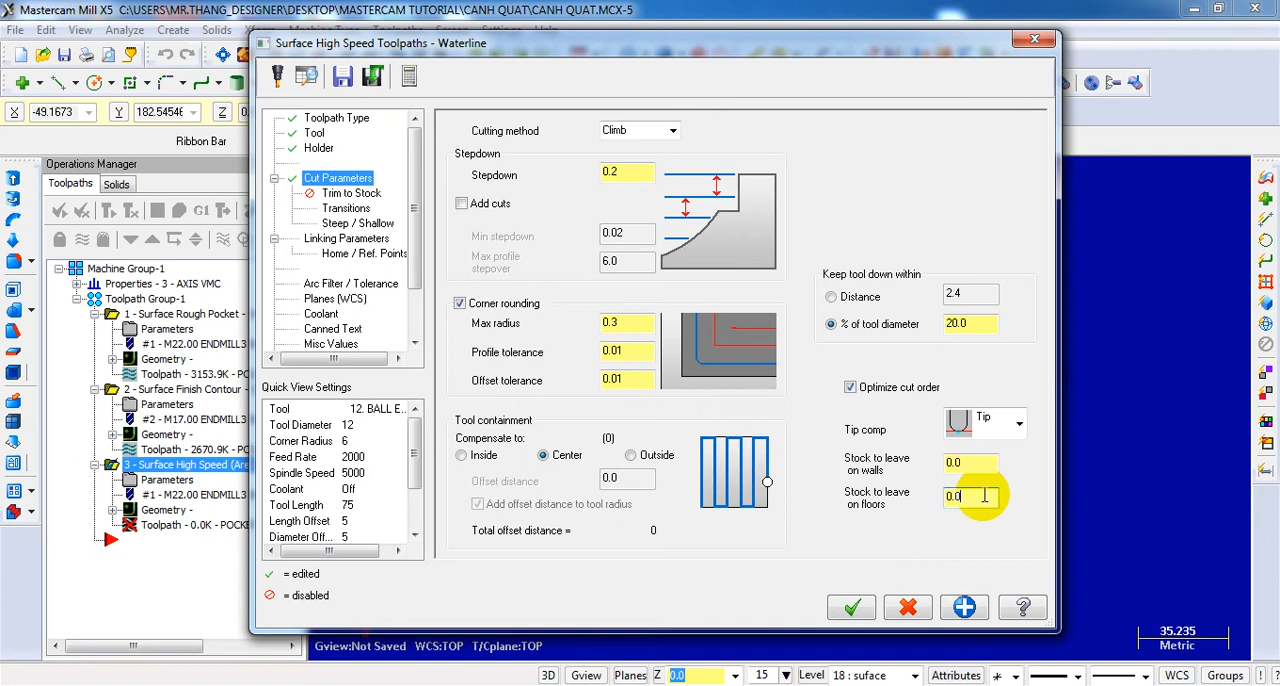 Mastercam Mill X5 C:\USERS\MR.THANG_DESIGNER\DESKTOP\MASTERCAM TUTORIAL\CANH QUAT\CANH QUAT.MCX-5
File Edit View Analyze Create Solids
Surface High Speed Toolpaths - Waterline
X -49.1673 Y 182.54546 Z
Ribbon Bar
Operations Manager
Toolpaths Solids
G1
Machine Group-1
Properties - 3 - AXIS VMC
Toolpath Group-1
1 - Surface Rough Pocket -
Parameters
#1 - M22.00 ENDMILL3
Geometry -
Toolpath - 3153.9K - POC
2 - Surface Finish Contour -
Parameters
#2 - M17.00 ENDMILL3
Geometry -
Toolpath - 2670.9K - POC
3 - Surface High Speed (Are
Parameters
#1 - M22.00 ENDMILL3
Geometry -
Toolpath - 0.0K - POCKE
Toolpath Type
Tool
Holder
Cut Parameters
Trim to Stock
Transitions
Steep / Shallow
Linking Parameters
Home / Ref. Points
Arc Filter / Tolerance
Planes (WCS)
Coolant
Canned Text
Misc Values
Quick View Settings
Tool 12. BALL E...
Tool Diameter 12
Corner Radius 6
Feed Rate 2000
Spindle Speed 5000
Coolant Off
Tool Length 75
Length Offset 5
Diameter Off... 5
= edited
= disabled
Cutting method Climb
Stepdown
Stepdown 0.2
Add cuts
Min stepdown 0.02
Max profile
stepover 6.0
Corner rounding
Max radius 0.3
Profile tolerance 0.01
Offset tolerance 0.01
Tool containment
Compensate to: (0)
Inside Center Outside
Offset distance 0.0
Add offset distance to tool radius
Total offset distance = 0
Keep tool down within
Distance 2.4
% of tool diameter 20.0
Optimize cut order
Tip comp Tip
Stock to leave
on walls 0.0
Stock to leave
on floors 0.0
Gview:Not Saved WCS:TOP T/Cplane:TOP
35.235
Metric
3D Gview Planes Z 0.0 15 Level 18 : suface Attributes WCS Groups